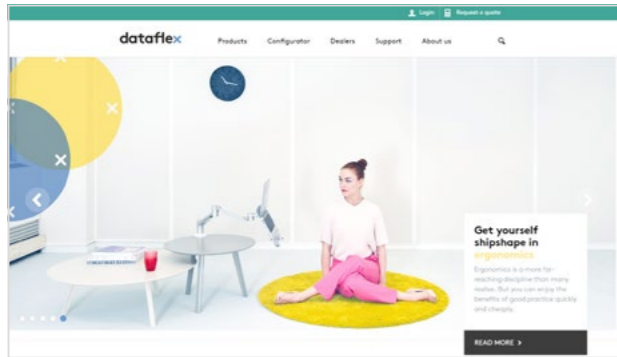 Login Request a quote
dataflex Products Configurator Dealers Support About us
Get yourself
shipshape in
ergonomics
Ergonomics is a more far-
reaching discipline than many
realise. But you can enjoy the
benefits of good practice quickly
and cheaply.
READ MORE >